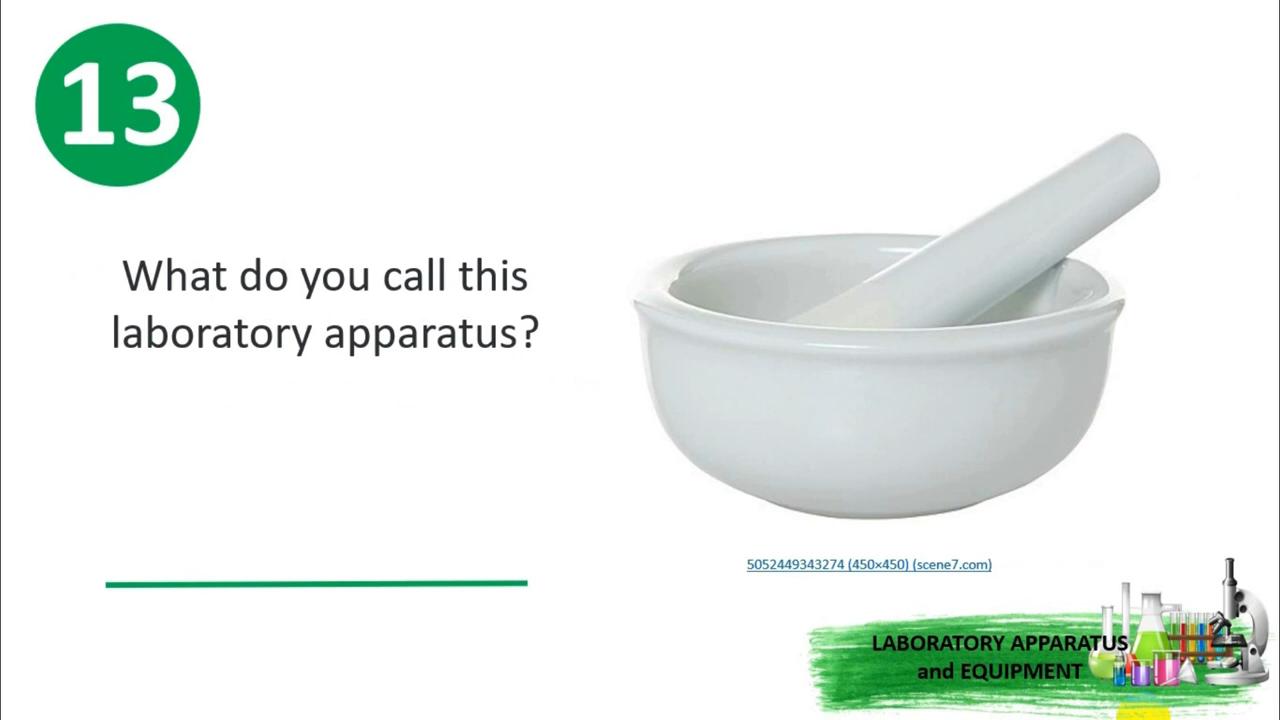 13
What do you call this
laboratory apparatus?
5052449343274 (450×450) (scene7.com)
LABORATORY APPARATUS
and EQUIPMENT